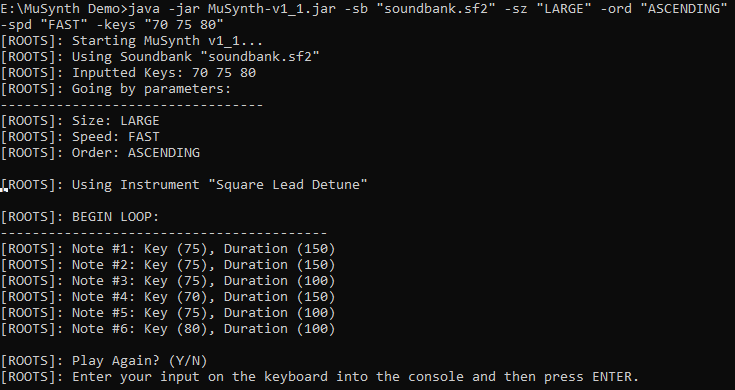 E:\MuSynth Demo>java -jar MuSynth-v1_1.jar -sb "soundbank.sf2" -sz "LARGE" -ord "ASCENDING"
-spd "FAST" -keys "70 75 80"
[ROOTS]: Starting MuSynth v1_1...
[ROOTS]: Using Soundbank "soundbank.sf2"
[ROOTS]: Inputted Keys: 70 75 80
[ROOTS]: Going by parameters:
---------------------------------
[ROOTS]: Size: LARGE
[ROOTS]: Speed: FAST
[ROOTS]: Order: ASCENDING
[ROOTS]: Using Instrument "Square Lead Detune"
[ROOTS]: BEGIN LOOP:
-----------------------------------------
[ROOTS]: Note #1: Key (75), Duration (150)
[ROOTS]: Note #2: Key (75), Duration (150)
[ROOTS]: Note #3: Key (75), Duration (100)
[ROOTS]: Note #4: Key (70), Duration (150)
[ROOTS]: Note #5: Key (75), Duration (100)
[ROOTS]: Note #6: Key (80), Duration (100)
[ROOTS]: Play Again? (Y/N)
[ROOTS]: Enter your input on the keyboard into the console and then press ENTER.